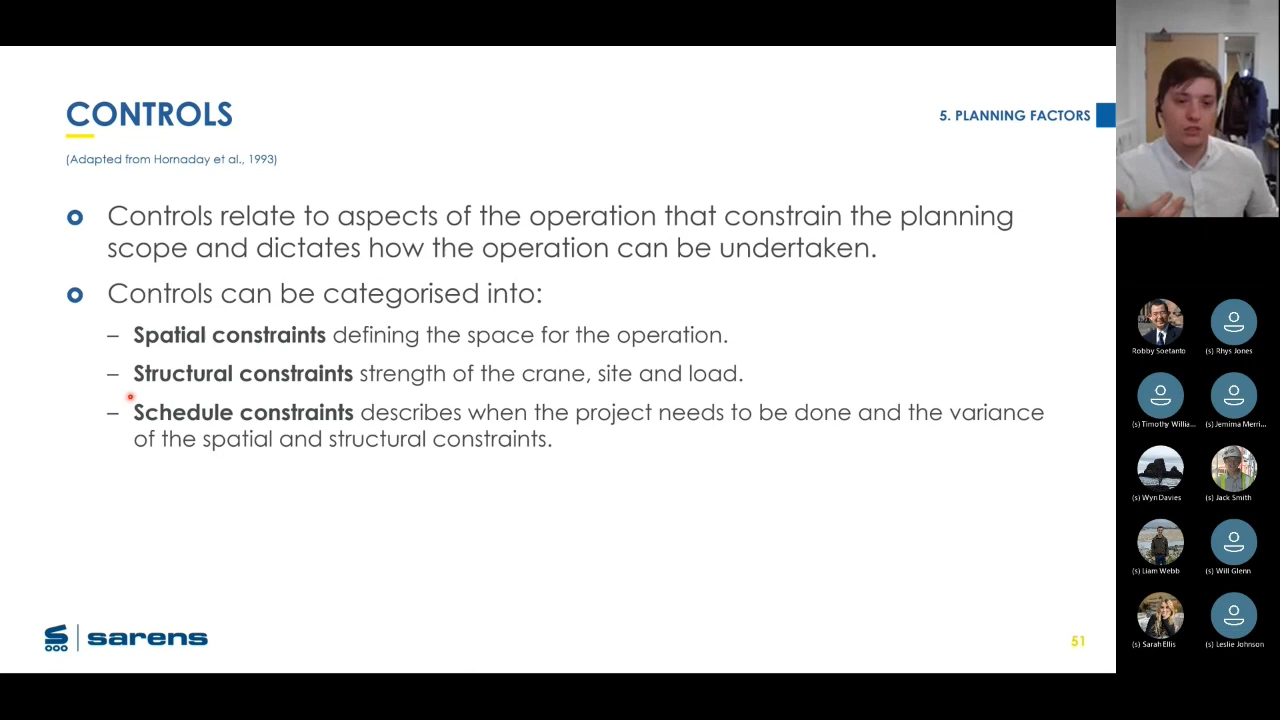 CONTROLS
5. PLANNING FACTORS
(Adapted from Hornaday et al., 1993)
Controls relate to aspects of the operation that constrain the planning
scope and dictates how the operation can be undertaken.
Controls can be categorised into:
– Spatial constraints defining the space for the operation.
– Structural constraints strength of the crane, site and load.
– Schedule constraints describes when the project needs to be done and the variance
of the spatial and structural constraints.
sarens
51
Robby Soetanto
(s) Rhys Jones
(s) Timothy Willia...
(s) Jemima Merri...
(s) Wyn Davies
(s) Jack Smith
(s) Liam Webb
(s) Will Glenn
(s) Sarah Ellis
(s) Leslie Johnson